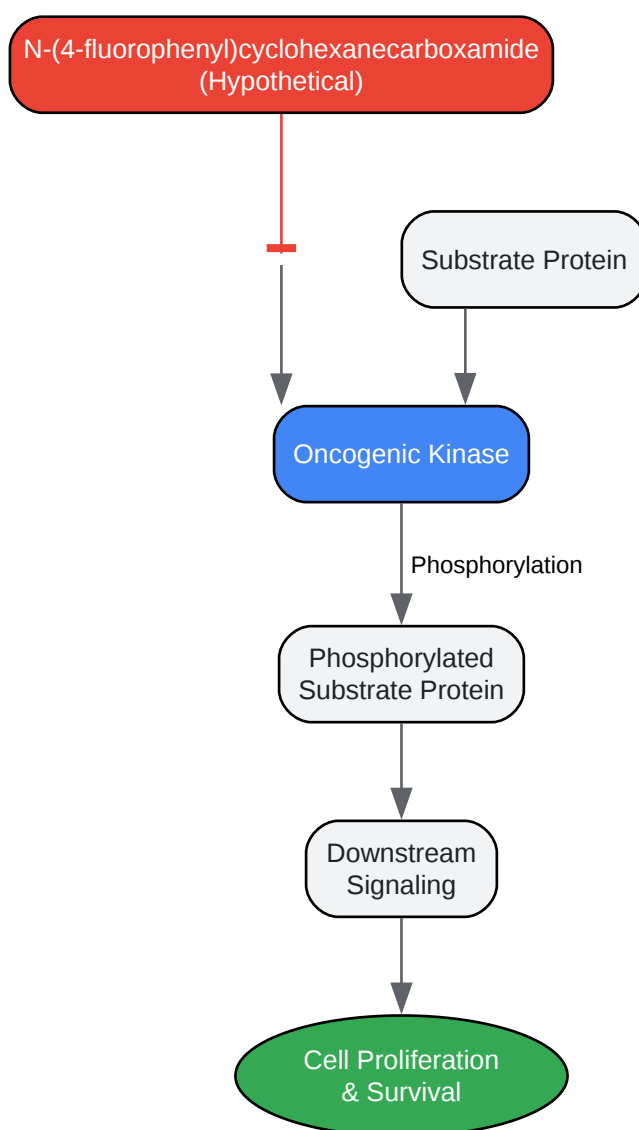 N-(4-fluorophenyl)cyclohexanecarboxamide
(Hypothetical)
Substrate Protein
Oncogenic Kinase
Phosphorylation
Phosphorylated
Substrate Protein
Downstream
Signaling
Cell Proliferation
& Survival